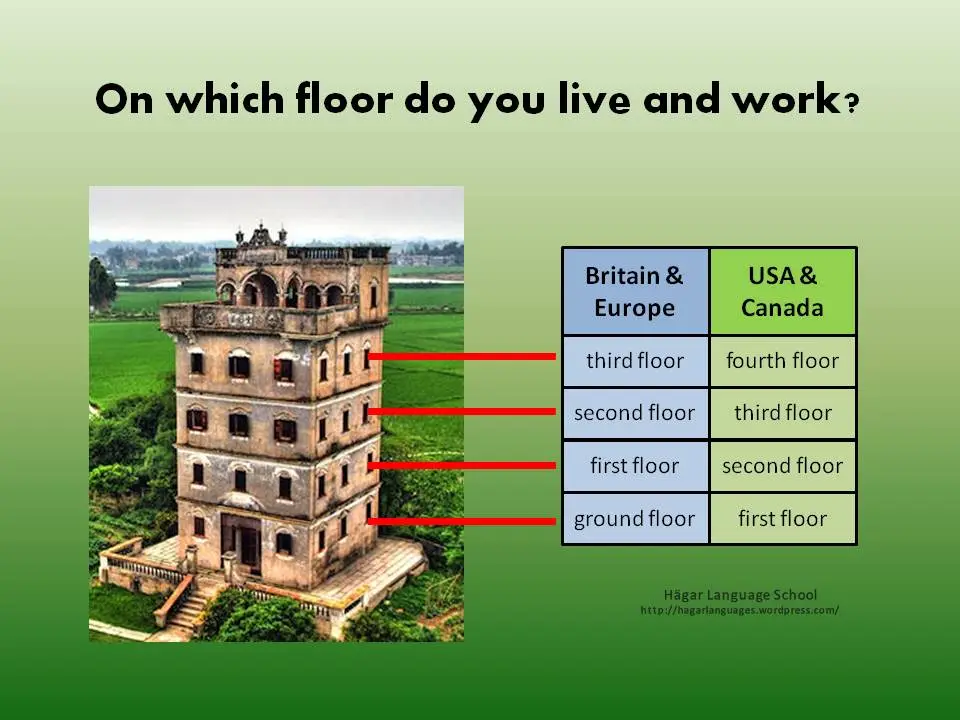 On which floor do you live and work?
Britain & Europe
USA & Canada
third floor
fourth floor
second floor
third floor
first floor
second floor
ground floor
first floor
Hägar Language School
http://hagarlanguages.wordpress.com/